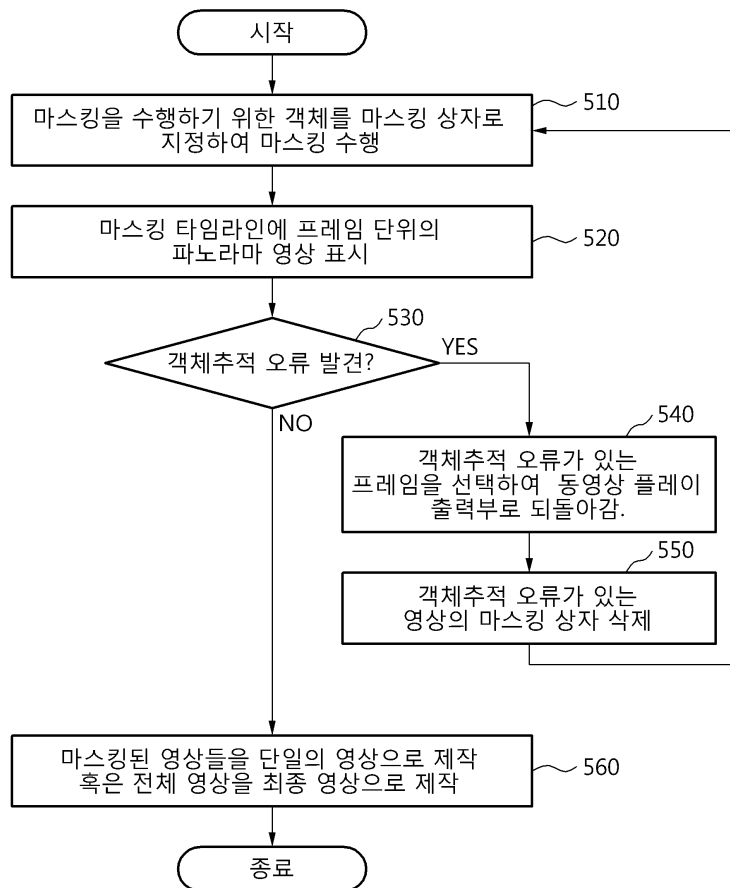 시작
510
마스킹을 수행하기 위한 객체를 마스킹 상자로
지정하여 마스킹 수행
마스킹 타임라인에 프레임 단위의
파노라마 영상 표시
520
530
객체추적 오류 발견?
YES
NO
540
객체추적 오류가 있는
프레임을 선택하여 동영상 플레이
출력부로 되돌아감.
550
객체추적 오류가 있는
영상의 마스킹 상자 삭제
마스킹된 영상들을 단일의 영상으로 제작
혹은 전체 영상을 최종 영상으로 제작
560
종료